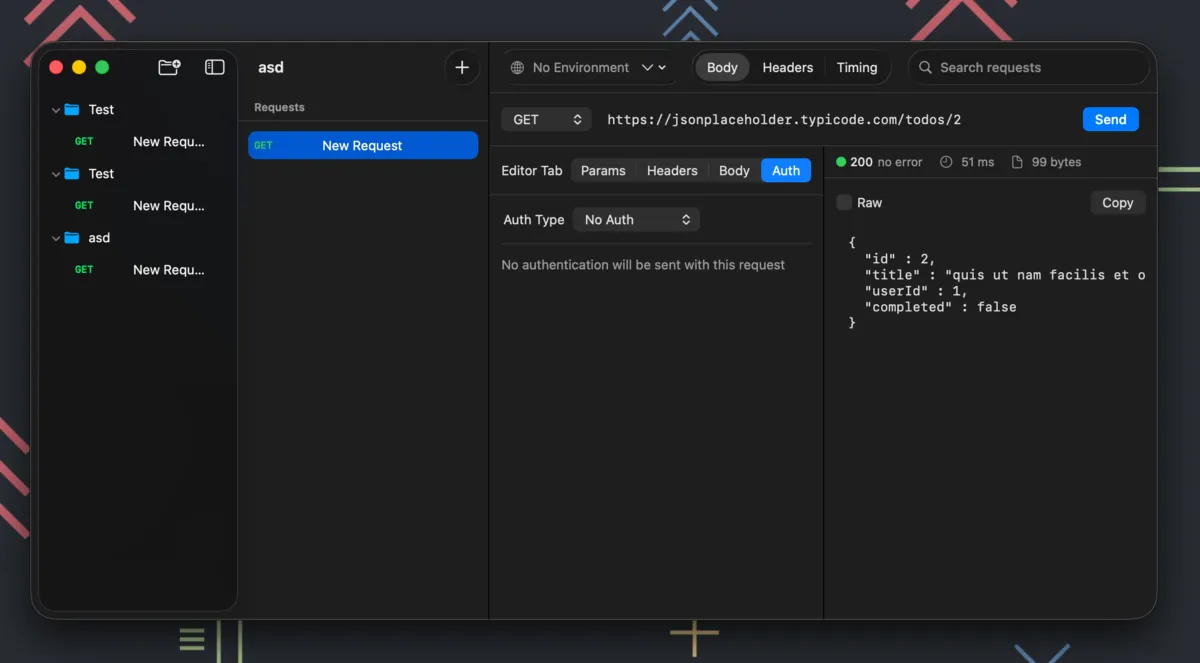 Test
GET New Requ...
Test
GET New Requ...
asd
GET New Requ...
asd
Requests
GET New Request
No Environment
Body Headers Timing
Search requests
GET https://jsonplaceholder.typicode.com/todos/2 Send
Editor Tab Params Headers Body Auth
Auth Type No Auth
No authentication will be sent with this request
200 no error 51 ms 99 bytes
Raw Copy
{
"id" : 2,
"title" : "quis ut nam facilis et o
"userId" : 1,
"completed" : false
}